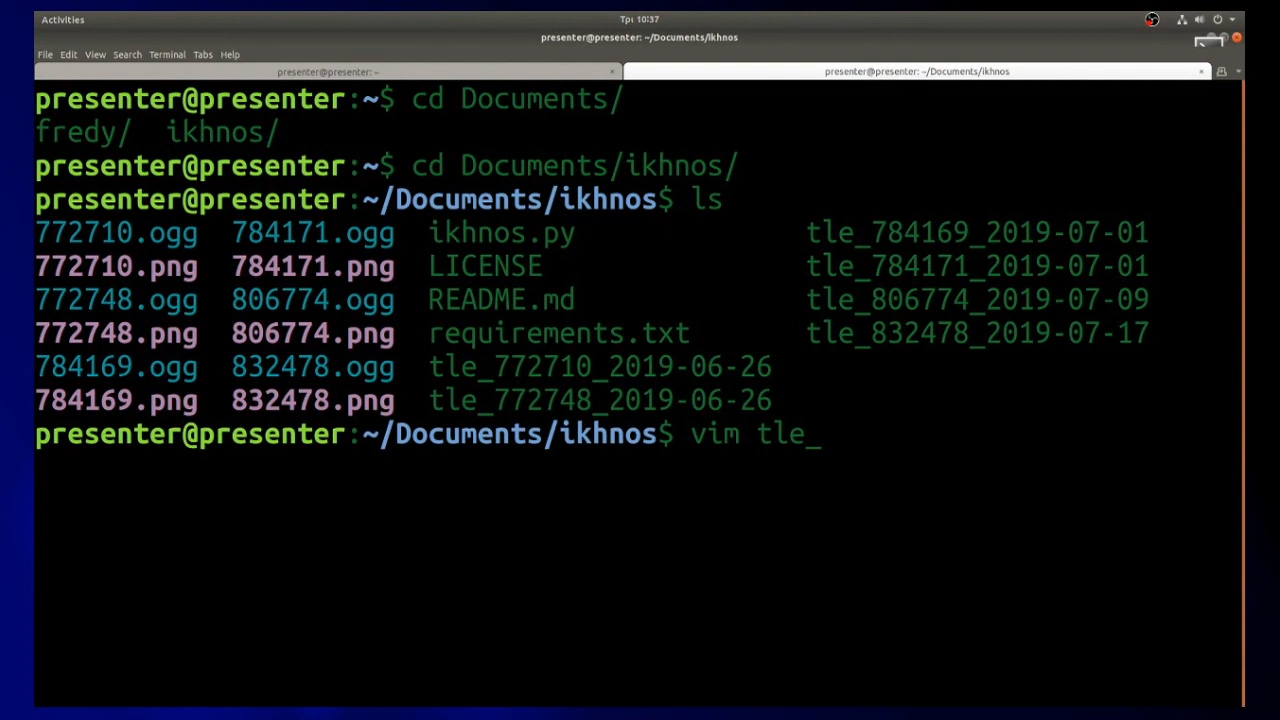 Activities Τρι 10:37
presenter@presenter: ~/Documents/ikhnos
File Edit View Search Terminal Tabs Help
presenter@presenter: ~ × presenter@presenter: ~/Documents/ikhnos ×
presenter@presenter:~$ cd Documents/
fredy/ ikhnos/
presenter@presenter:~$ cd Documents/ikhnos/
presenter@presenter:~/Documents/ikhnos$ ls
772710.ogg 784171.ogg ikhnos.py tle_784169_2019-07-01
772710.png 784171.png LICENSE tle_784171_2019-07-01
772748.ogg 806774.ogg README.md tle_806774_2019-07-09
772748.png 806774.png requirements.txt tle_832478_2019-07-17
784169.ogg 832478.ogg tle_772710_2019-06-26
784169.png 832478.png tle_772748_2019-06-26
presenter@presenter:~/Documents/ikhnos$ vim tle_